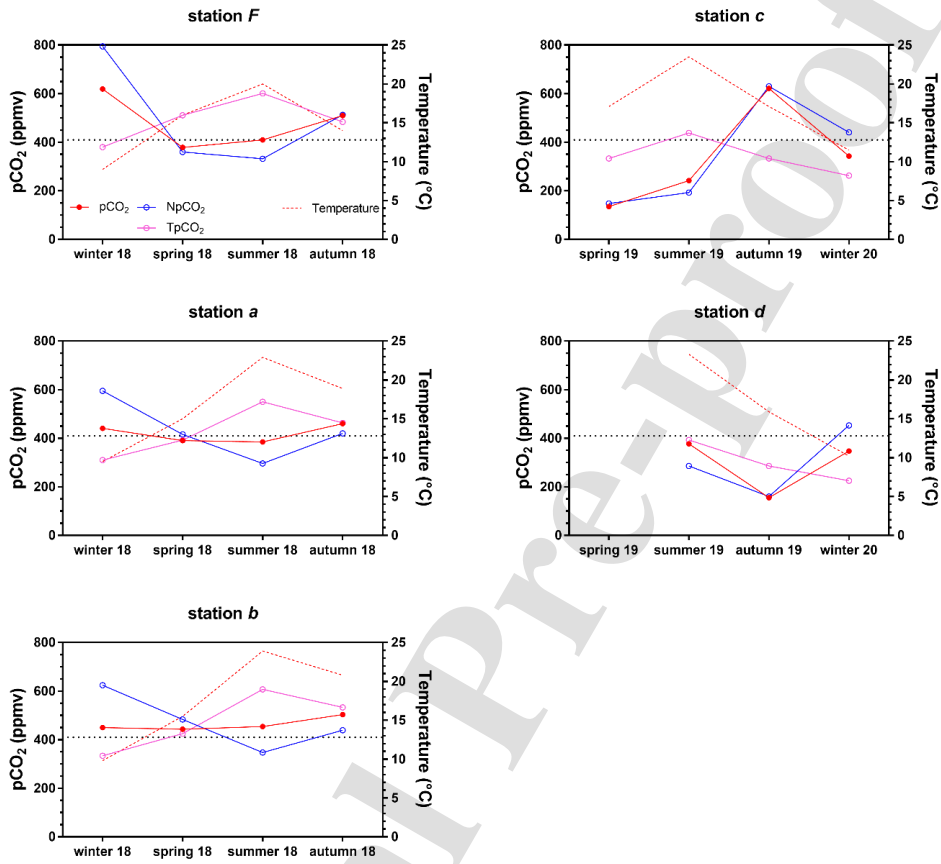 station F
pCO₂ (ppmv)
800
600
400
200
0
25
20
15
10
5
0
Temperature (°C)
pCO₂
NpCO₂
Temperature
TpCO₂
winter 18 spring 18 summer 18 autumn 18
station c
pCO₂ (ppmv)
800
600
400
200
0
25
20
15
10
5
0
Temperature (°C)
spring 19 summer 19 autumn 19 winter 20
station a
pCO₂ (ppmv)
800
600
400
200
0
25
20
15
10
5
0
Temperature (°C)
winter 18 spring 18 summer 18 autumn 18
station d
pCO₂ (ppmv)
800
600
400
200
0
25
20
15
10
5
0
Temperature (°C)
spring 19 summer 19 autumn 19 winter 20
station b
pCO₂ (ppmv)
800
600
400
200
0
25
20
15
10
5
0
Temperature (°C)
winter 18 spring 18 summer 18 autumn 18
al Pre-proof